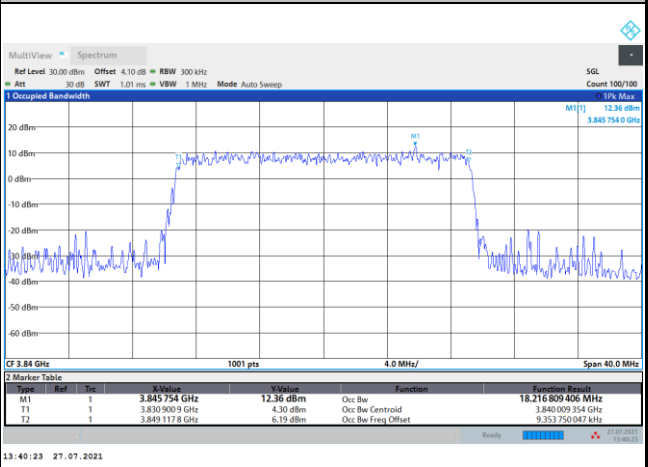 MultiView Spectrum
Ref Level 30.00 dBm Offset 4.10 dB RBW 300 kHz SGL
Att 30 dB SWT 1.01 ms VBW 1 MHz Mode Auto Sweep Count 100/100
1 Occupied Bandwidth 1Pk Max
M1[1] 12.36 dBm
3.845 754 0 GHz
20 dBm
M1
10 dBm
T1 T2
0 dBm
-10 dBm
-20 dBm
-30 dBm
-40 dBm
-50 dBm
-60 dBm
CF 3.84 GHz 1001 pts 4.0 MHz/ Span 40.0 MHz
2 Marker Table
Type Ref Trc X-Value Y-Value Function Function Result
M1 1 3.845 754 GHz 12.36 dBm Occ Bw 18.216 809 406 MHz
T1 1 3.830 900 9 GHz 4.30 dBm Occ Bw Centroid 3.840 009 354 GHz
T2 1 3.849 117 8 GHz 6.19 dBm Occ Bw Freq Offset 9.353 750 047 kHz
Ready 27.07.2021
13:40:23
13:40:23 27.07.2021